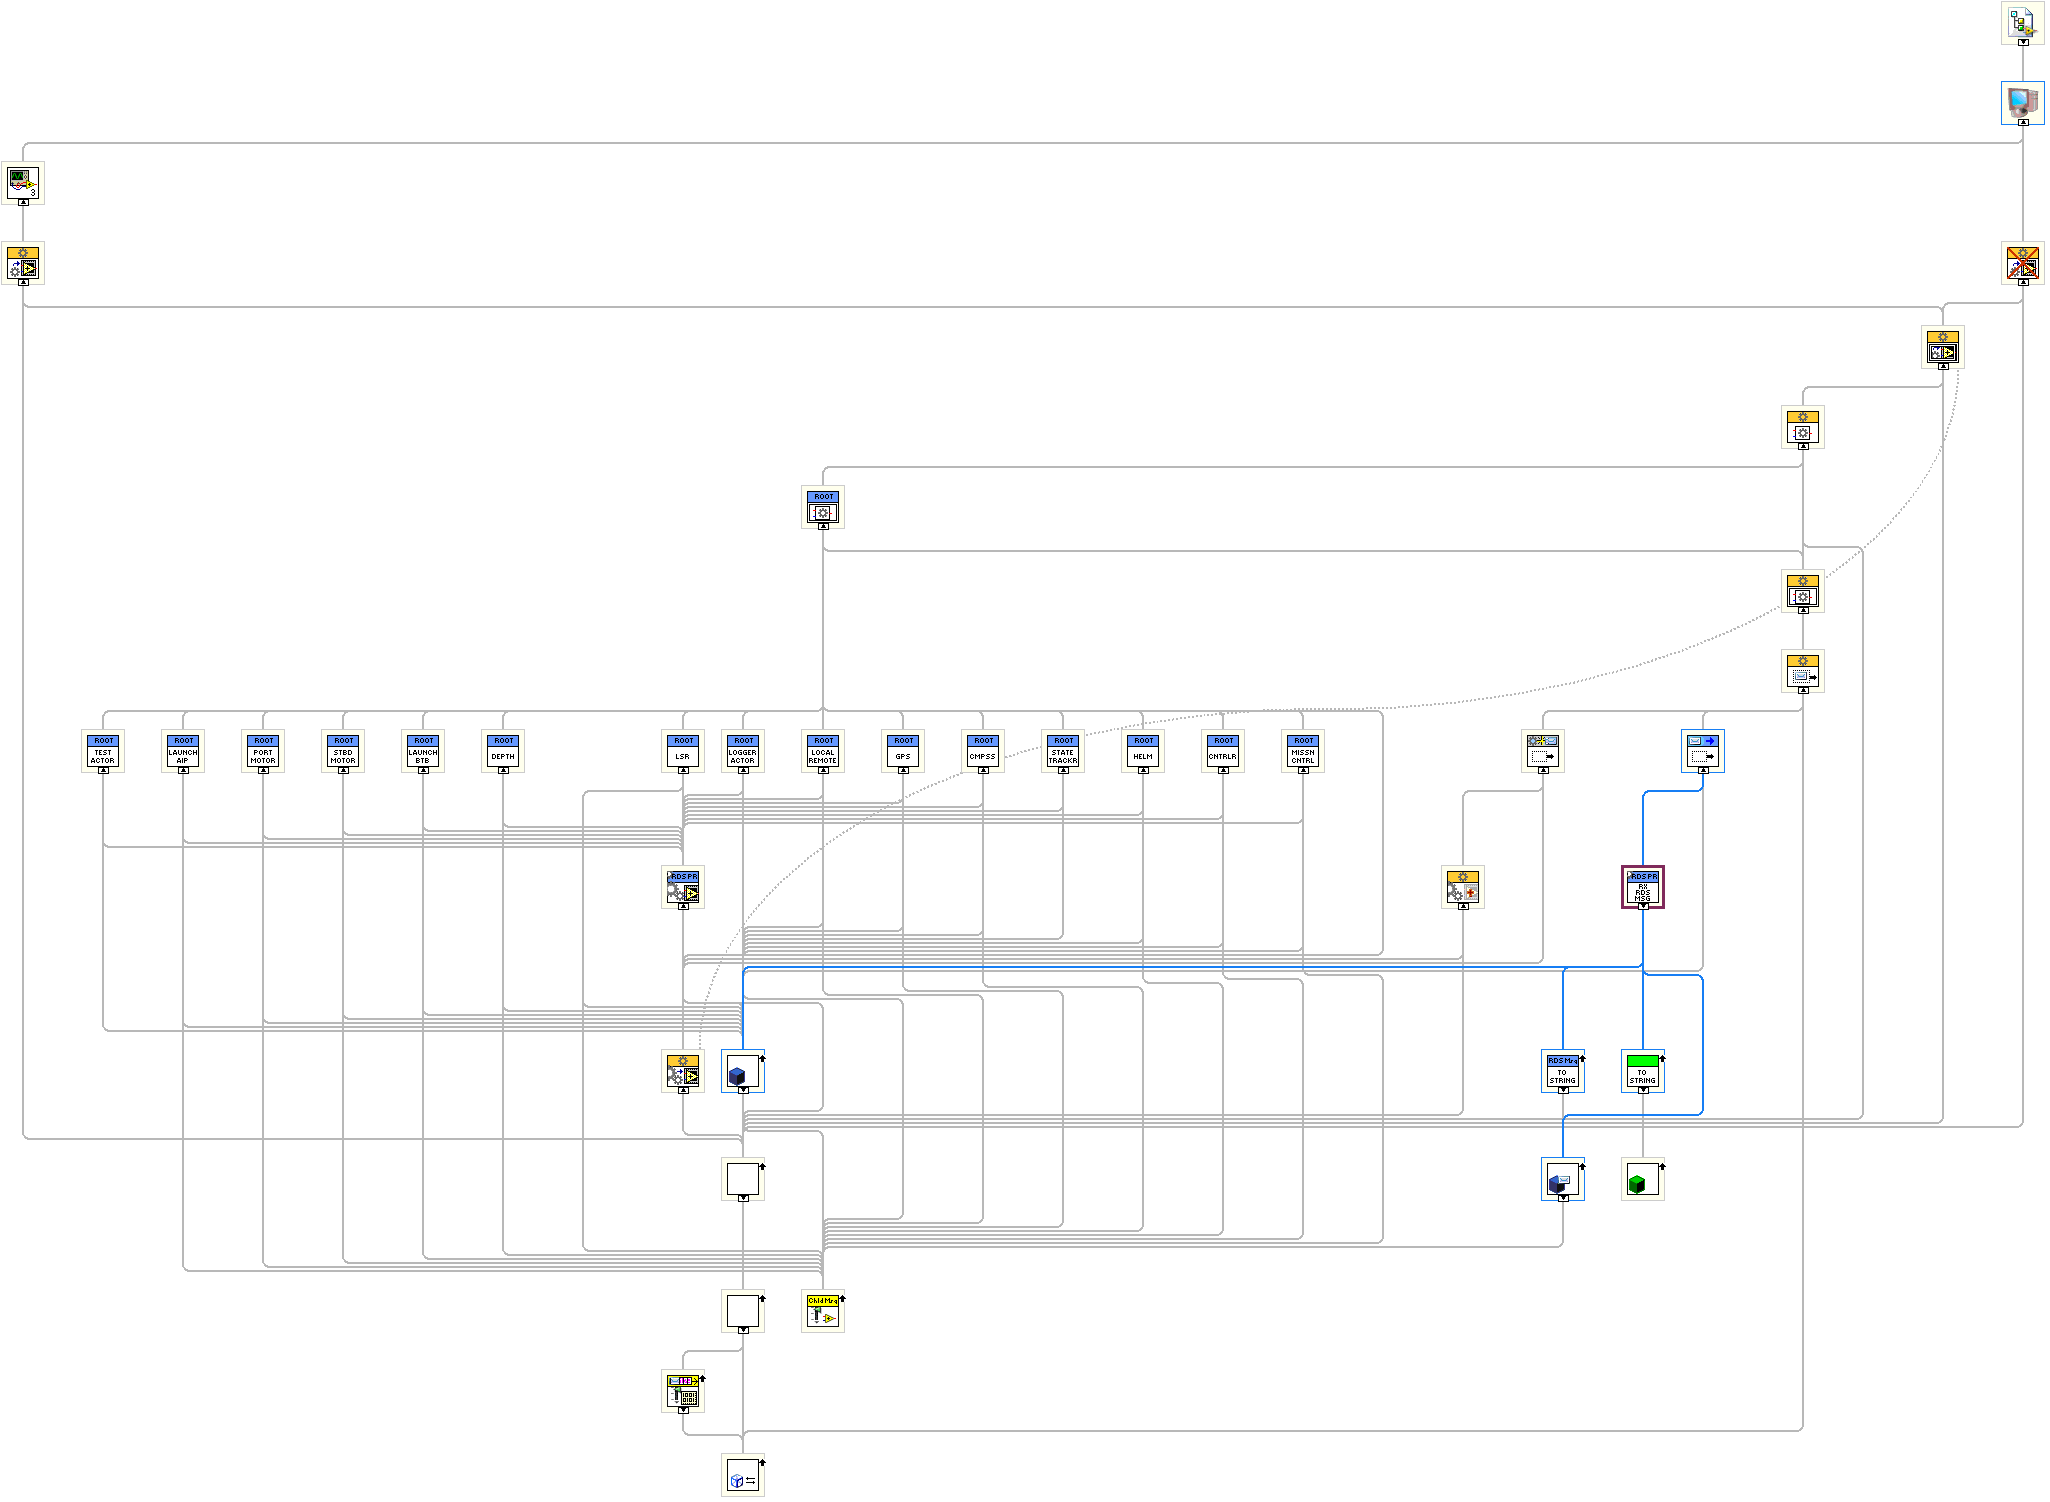 3
ROOT
ROOT
TEST
ACTOR
ROOT
LAUNCH
AIP
ROOT
PORT
MOTOR
ROOT
STBD
MOTOR
ROOT
LAUNCH
BTB
ROOT
DEPTH
ROOT
LSR
ROOT
LOGGER
ACTOR
ROOT
LOCAL
REMOTE
ROOT
GPS
ROOT
CMPSS
ROOT
STATE
TRACKR
ROOT
HELM
ROOT
CNTRLR
ROOT
MISSN
CNTRL
RDS PR
RDS PR
RX
RDS
MSG
RDS Msg
TO
STRING
TO
STRING
Chld Msg